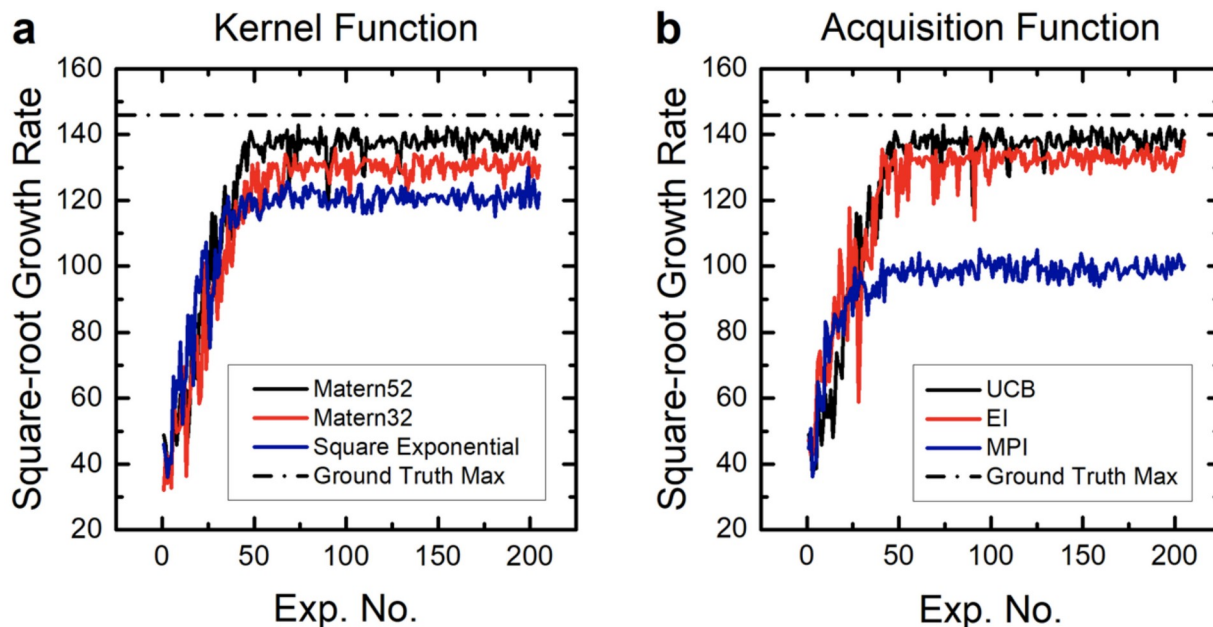 a Kernel Function
160
140
120
100
80
60
40
20
Square-root Growth Rate
Matern52
Matern32
Square Exponential
Ground Truth Max
0 50 100 150 200
Exp. No.
b Acquisition Function
160
140
120
100
80
60
40
20
Square-root Growth Rate
UCB
EI
MPI
Ground Truth Max
0 50 100 150 200
Exp. No.